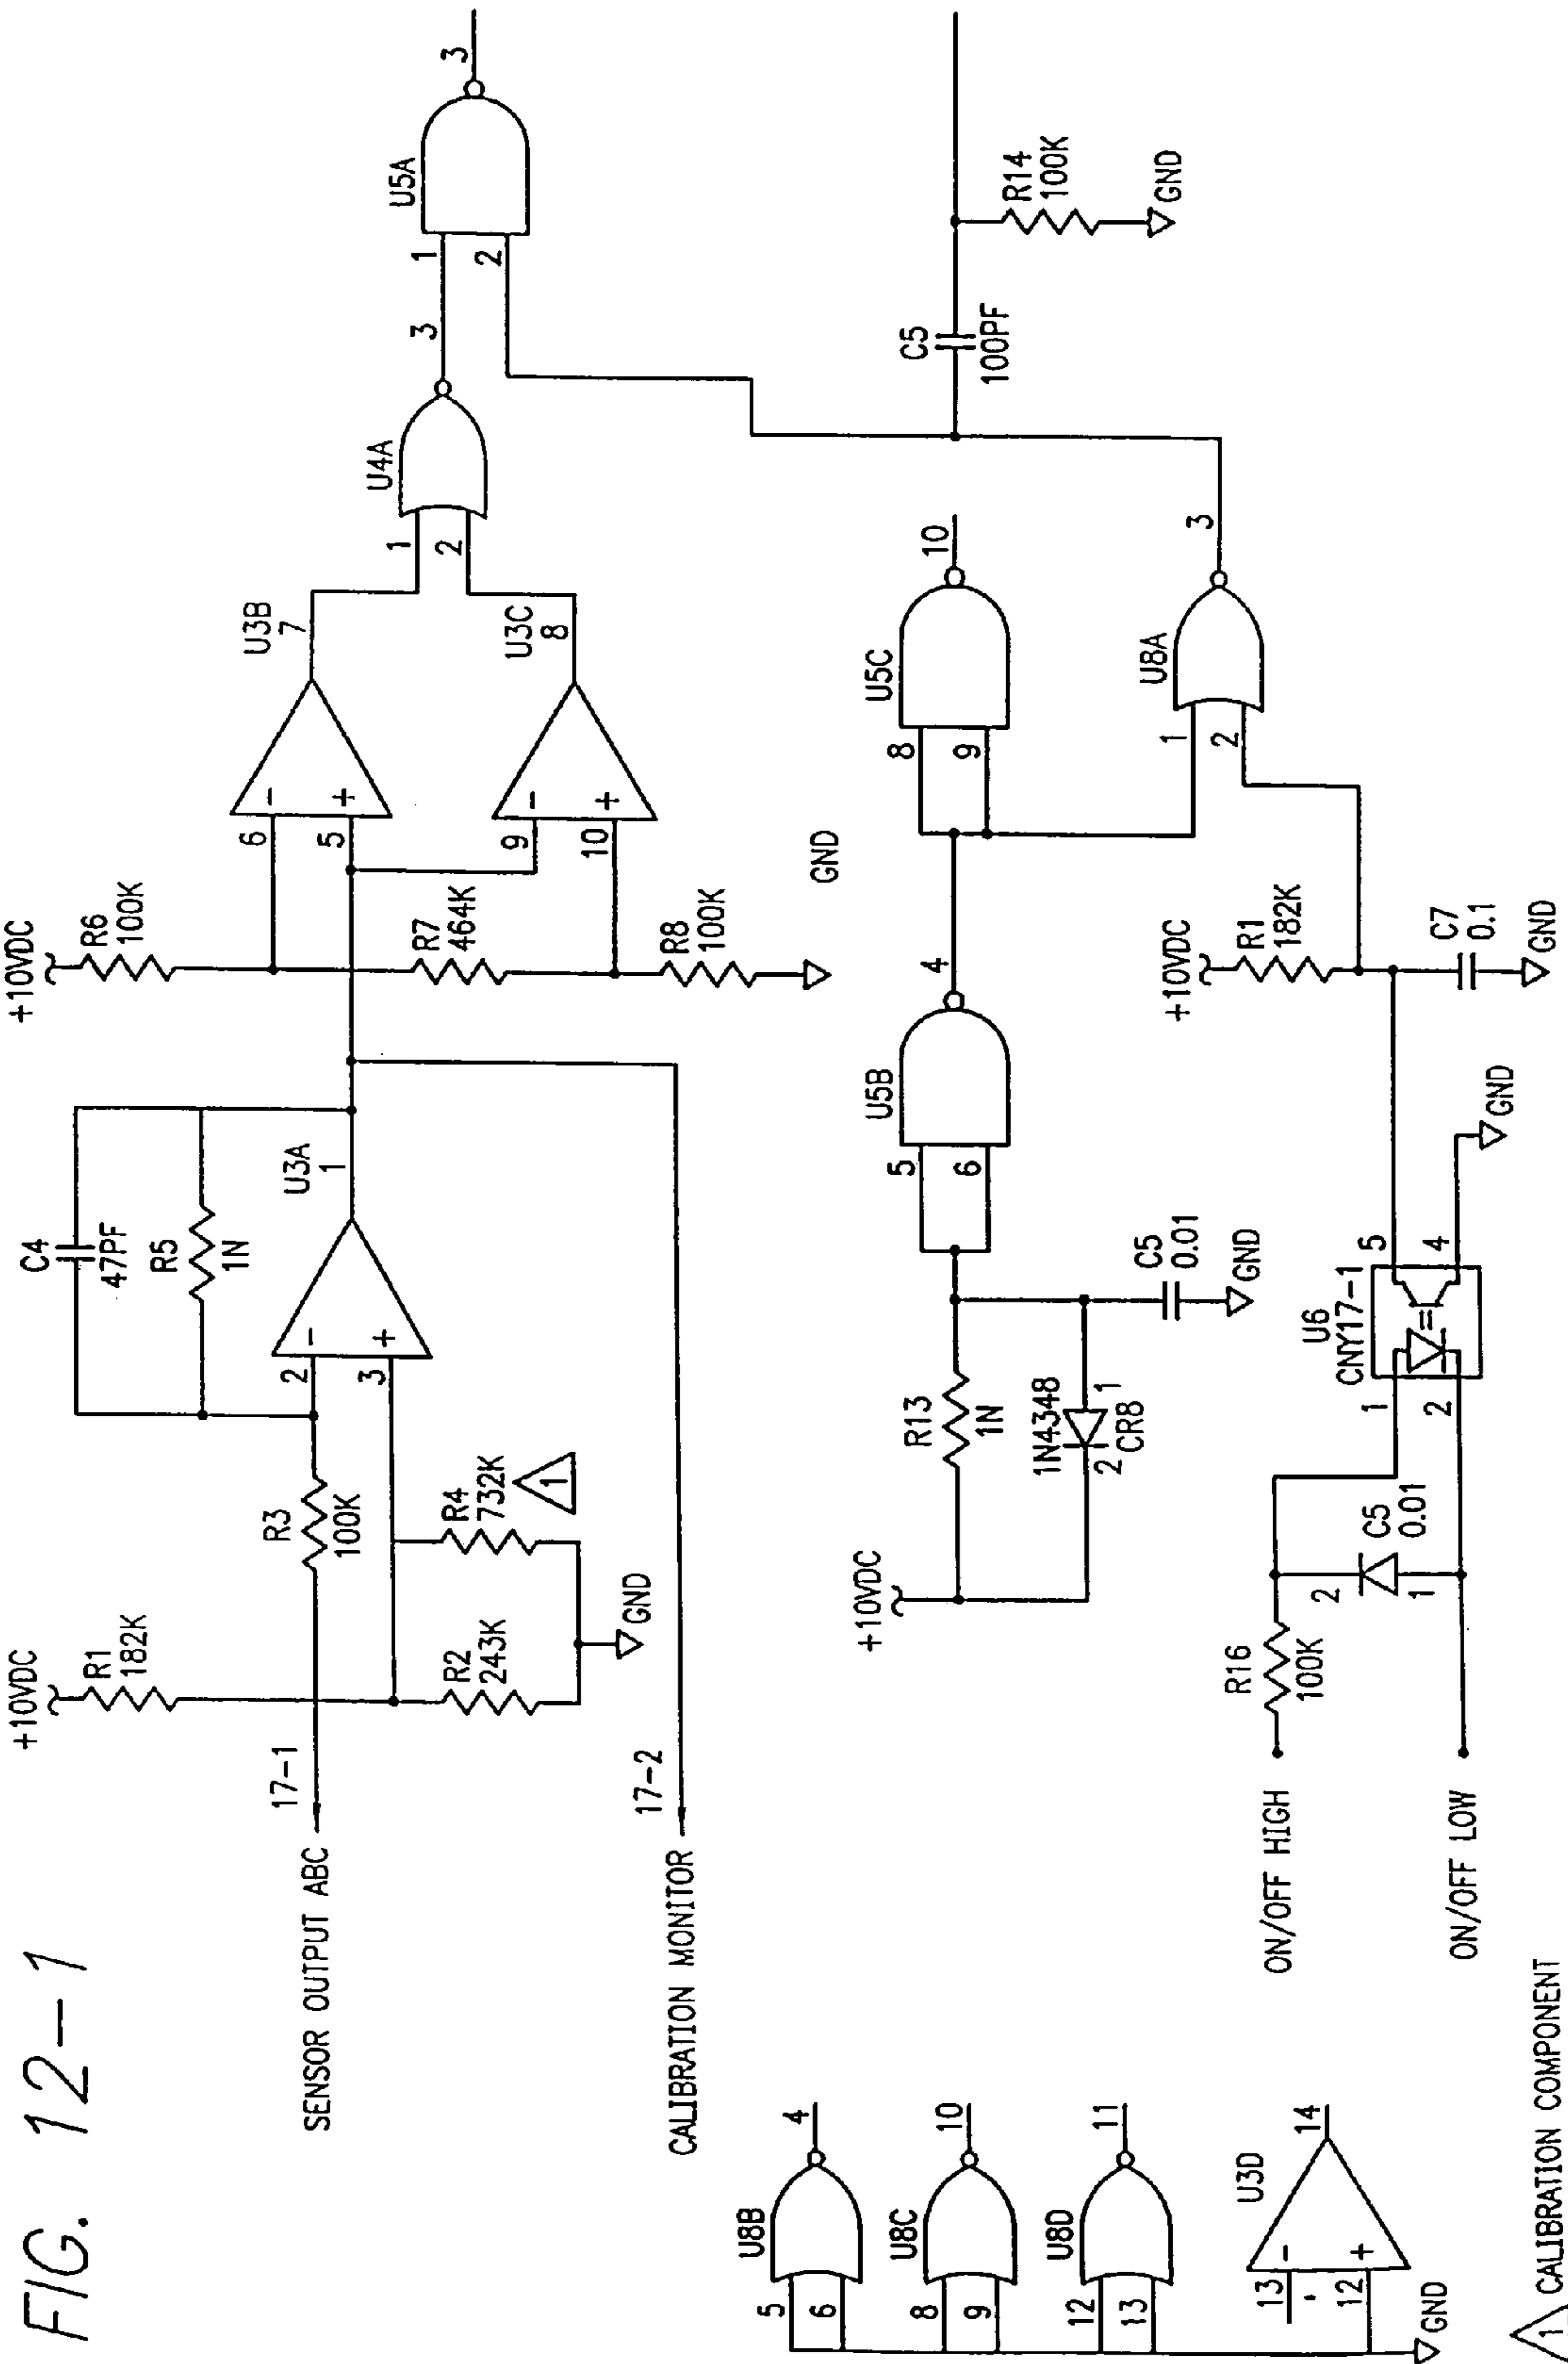 FIG. 12-1
+10VDC
R1
182K
SENSOR OUTPUT ABC
17-1
R3
100K
R2
243K
R4
732K
1
GND
C4
47PF
R5
1N
2
3
-
+
U3A
1
CALIBRATION MONITOR
17-2
+10VDC
R6
100K
R7
464K
R8
100K
GND
6
5
-
+
U3B
7
9
10
-
+
U3C
8
1
2
U4A
3
1
2
U5A
3
+10VDC
R13
1N
1N4348
2
1
CR8
C5
0.01
GND
5
6
U5B
4
8
9
U5C
10
1
2
U8A
3
C5
100PF
R14
100K
GND
ON/OFF HIGH
R16
100K
ON/OFF LOW
2
1
C5
0.01
U6
CNY17-1
1
2
5
4
GND
+10VDC
R1
182K
C7
0.1
GND
U8B
5
6
4
U8C
8
9
10
U8D
12
13
11
U3D
13
12
-
+
14
GND
1 CALIBRATION COMPONENT